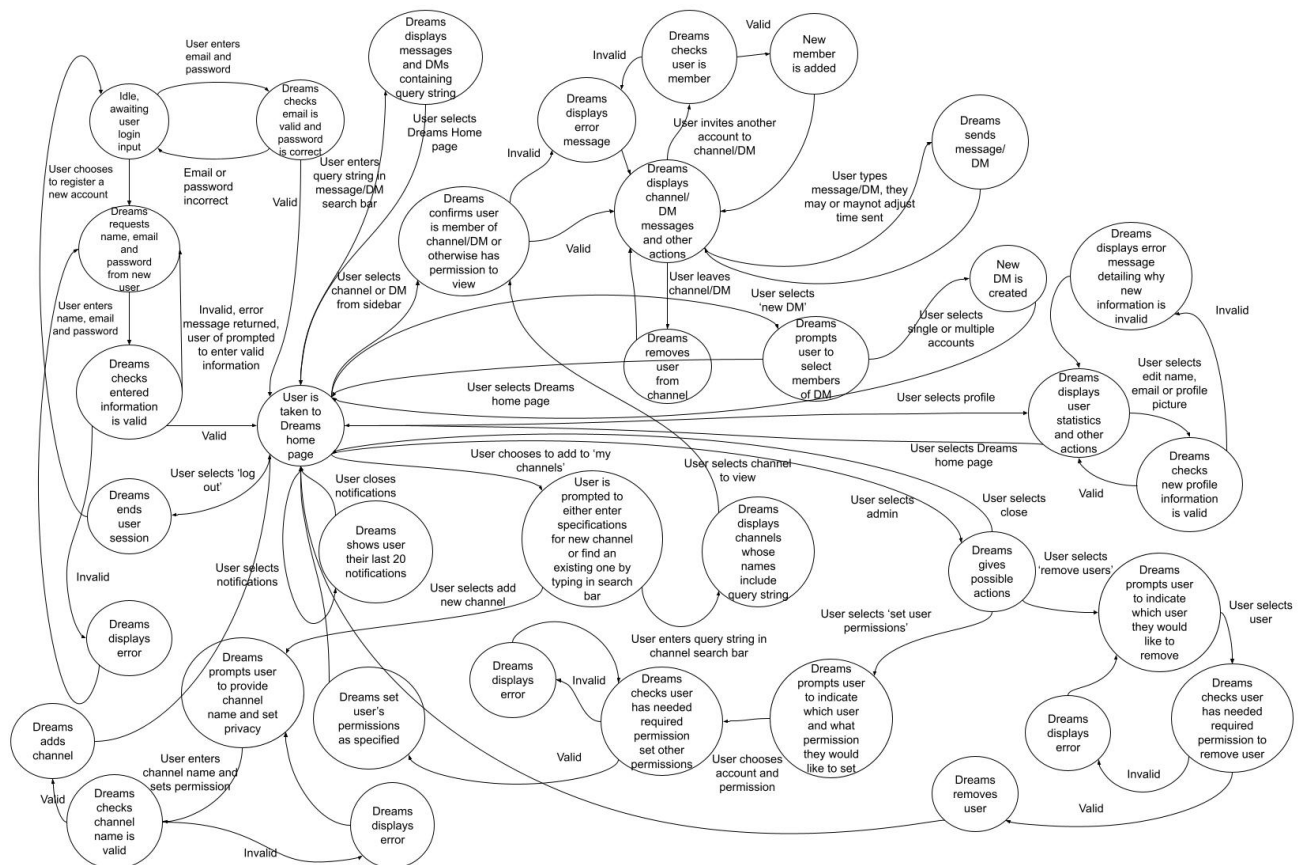 Dreams
displays
messages
and DMs
containing
query string
User enters
email and
password
Idle,
awaiting
user
login
input
Dreams
checks
email is
valid and
password
is correct
Email or
password
incorrect
User chooses
to register a
new account
Valid
User enters
query string in
message/DM
search bar
User selects
Dreams Home
page
Dreams
checks
user is
member
Invalid
Valid
New
member
is added
Dreams
displays
error
message
Invalid
User invites another
account to
channel/DM
Dreams
sends
message/
DM
Dreams
displays
channel/
DM
messages
and other
actions
User types
message/DM, they
may or maynot adjust
time sent
Dreams
confirms user
is member of
channel/DM or
otherwise has
permission to
view
Valid
Dreams
requests
name, email
and
password
from new
user
User enters
name, email
and password
Invalid, error
message returned,
user of prompted
to enter valid
information
User selects
channel or DM
from sidebar
User leaves
channel/DM
User selects
‘new DM’
New
DM is
created
User selects
single or multiple
accounts
Dreams
displays error
message
detailing why
new
information is
invalid
Invalid
Dreams
checks
entered
information
is valid
Valid
User is
taken to
Dreams
home
page
User selects Dreams
home page
Dreams
removes
user
from
channel
Dreams
prompts
user to
select
members
of DM
User selects profile
Dreams
displays
user
statistics
and other
actions
User selects
edit name,
email or profile
picture
User selects Dreams
home page
Valid
Dreams
checks
new profile
information
is valid
User selects ‘log
out’
Dreams
ends
user
session
User closes
notifications
Dreams
shows user
their last 20
notifications
User selects
notifications
User chooses to add to ‘my
channels’
User is
prompted to
either enter
specifications
for new channel
or find an
existing one by
typing in search
bar
User selects channel
to view
Dreams
displays
channels
whose
names
include
query string
User selects
admin
User selects
close
Dreams
gives
possible
actions
User selects
‘remove users’
Dreams
prompts user
to indicate
which user
they would
like to
remove
User selects
user
Invalid
Dreams
displays
error
User selects add
new channel
User selects ‘set user
permissions’
User enters query string in
channel search bar
Dreams
prompts user
to provide
channel
name and set
privacy
Dreams set
user’s
permissions
as specified
Dreams
displays
error
Invalid
Dreams
checks user
has needed
required
permission
set other
permissions
Valid
Dreams
prompts user
to indicate
which user
and what
permission
they would
like to set
User chooses
account and
permission
Dreams
displays
error
Invalid
Dreams
checks user
has needed
required
permission to
remove user
Valid
Dreams
removes
user
Dreams
adds
channel
User enters
channel name and
sets permission
Valid
Dreams
checks
channel
name is
valid
Invalid
Dreams
displays
error